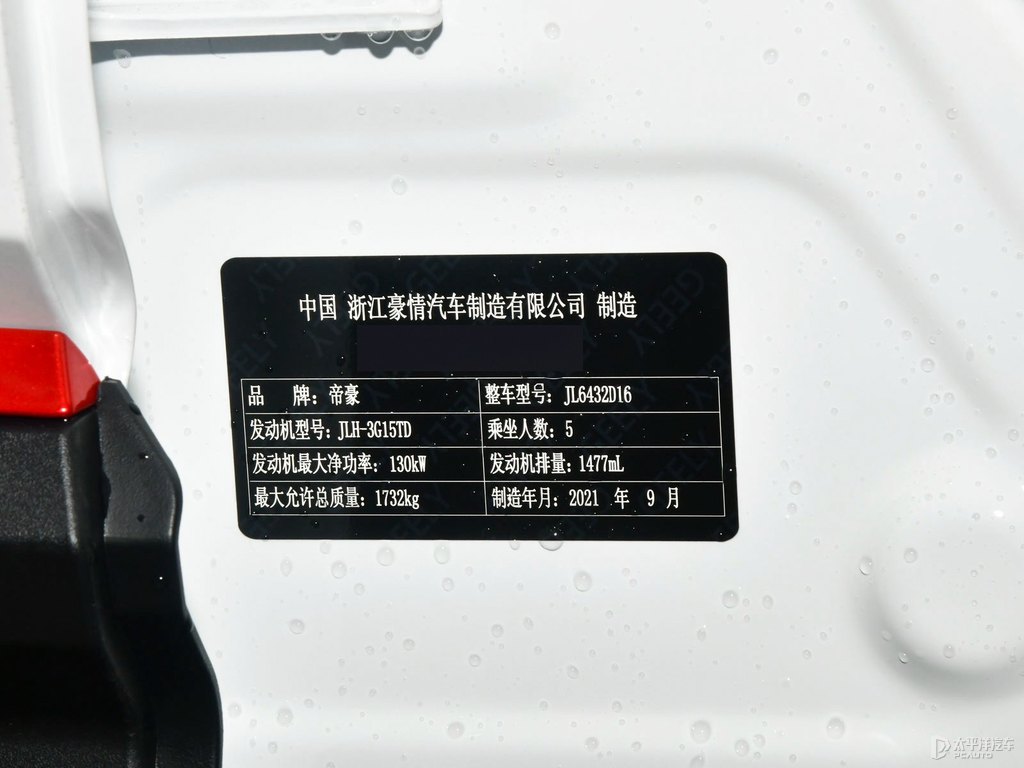 中国 浙江豪情汽车制造有限公司 制造
品 牌：帝豪 整车型号：JL6432D16
发动机型号：JLH-3G15TD 乘坐人数：5
发动机最大净功率：130kW 发动机排量：1477mL
最大允许总质量：1732kg 制造年月：2021 年 9 月
GEELY
太平洋汽车
PCAUTO